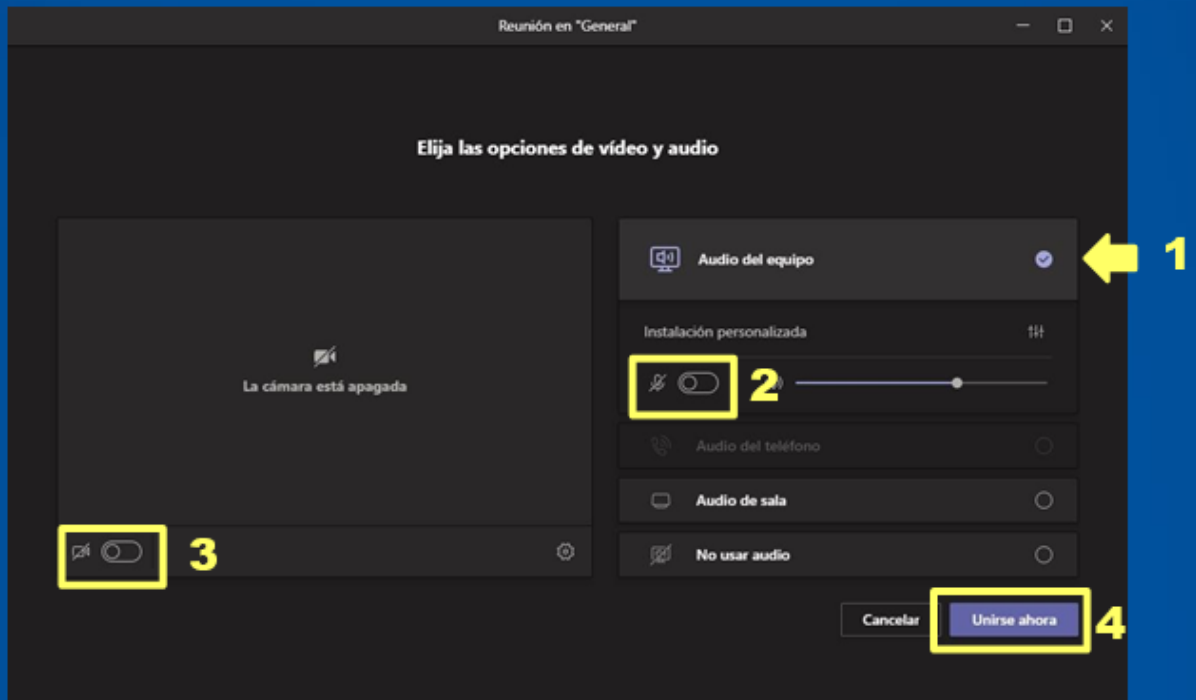 Reunión en "General"
Elija las opciones de vídeo y audio
Audio del equipo
1
Instalación personalizada
La cámara está apagada
2
Audio del teléfono
Audio de sala
3
No usar audio
Cancelar
Unirse ahora
4